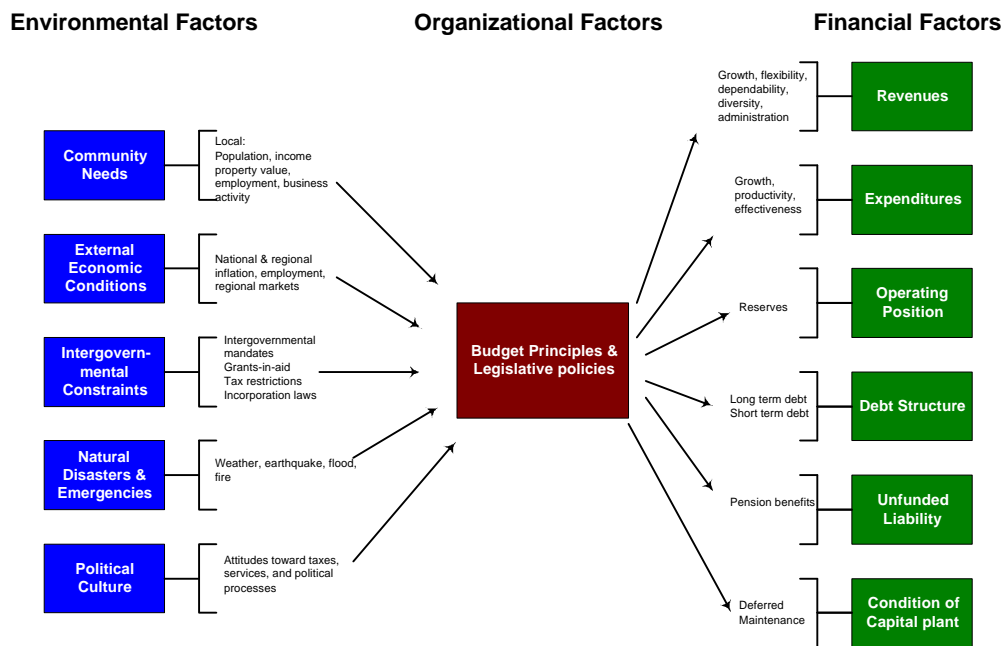 Environmental Factors
Organizational Factors
Financial Factors
Community
Needs
Local:
Population, income
property value,
employment, business
activity
External
Economic
Conditions
National & regional
inflation, employment,
regional markets
Intergovern-
mental
Constraints
Intergovernmental
mandates
Grants-in-aid
Tax restrictions
Incorporation laws
Natural
Disasters &
Emergencies
Weather, earthquake, flood,
fire
Political
Culture
Attitudes toward taxes,
services, and political
processes
Budget Principles &
Legislative policies
Growth, flexibility,
dependability,
diversity,
administration
Revenues
Growth,
productivity,
effectiveness
Expenditures
Reserves
Operating
Position
Long term debt
Short term debt
Debt Structure
Pension benefits
Unfunded
Liability
Deferred
Maintenance
Condition of
Capital plant